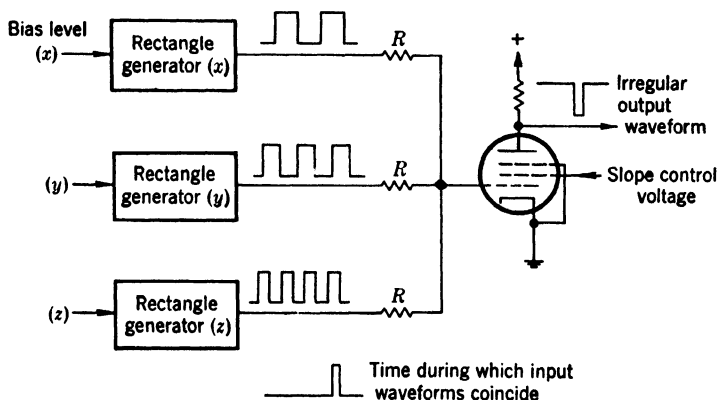 Bias level
(x)
Rectangle
generator (x)
R
+
Irregular
output
waveform
(y)
Rectangle
generator (y)
R
Slope control
voltage
(z)
Rectangle
generator (z)
R
Time during which input
waveforms coincide